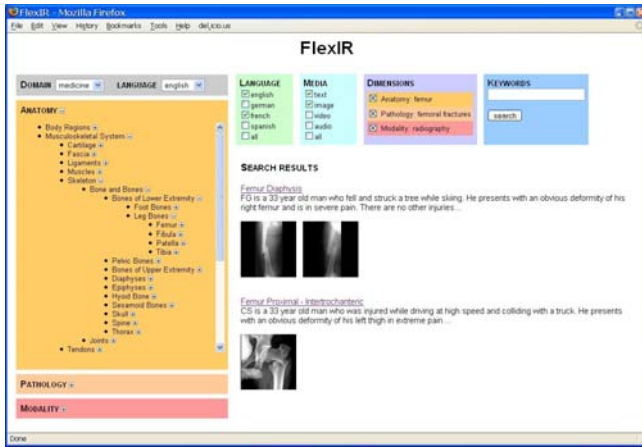 FlexIR - Mozilla Firefox
File Edit View History Bookmarks Tools Help del.icio.us
FlexIR
DOMAIN medicine LANGUAGE english
ANATOMY
Body Regions
Musculoskeletal System
Cartilage
Fascia
Ligaments
Muscles
Skeleton
Bone and Bones
Bones of Lower Extremity
Foot Bones
Leg Bones
Femur
Fibula
Patella
Tibia
Pelvic Bones
Bones of Upper Extremity
Diaphyses
Epiphyses
Hyoid Bone
Sesamoid Bones
Skull
Spine
Thorax
Joints
Tendons
PATHOLOGY
MODALITY
LANGUAGE
english
german
french
spanish
all
MEDIA
text
image
video
audio
all
DIMENSIONS
Anatomy: femur
Pathology: femoral fractures
Modality: radiography
KEYWORDS
search
SEARCH RESULTS
Femur Diaphysis
FG is a 33 year old man who fell and struck a tree while skiing. He presents with an obvious deformity of his
right femur and is in severe pain. There are no other injuries...
Femur Proximal - Intertrochanteric
CS is a 33 year old man who was injured while driving at high speed and colliding with a truck. He presents
with an obvious deformity of his left thigh in extreme pain...
Done